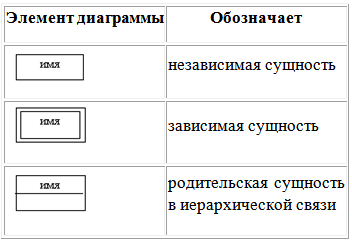 Элемент диаграммы Обозначает
имя
независимая сущность
имя
зависимая сущность
имя
родительская сущность
в иерархической связи